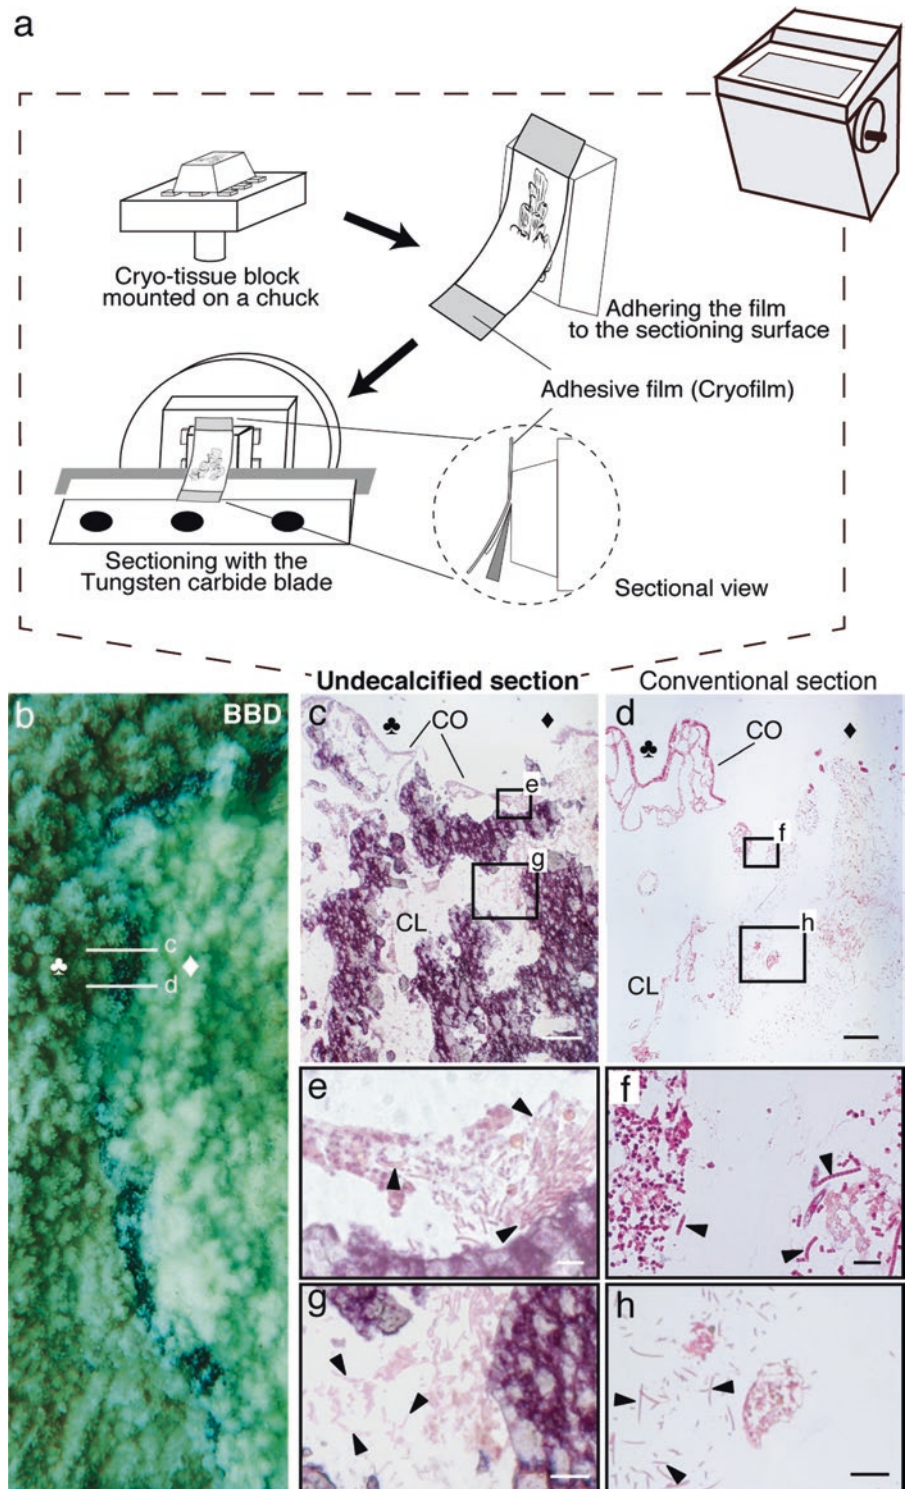 a
Cryo-tissue block
mounted on a chuck
Adhering the film
to the sectioning surface
Adhesive film (Cryofilm)
Sectioning with the
Tungsten carbide blade
Sectional view
Undecalcified section
Conventional section
b
BBD
c
d
c
CO
e
g
CL
d
CO
f
h
CL
e
f
g
h